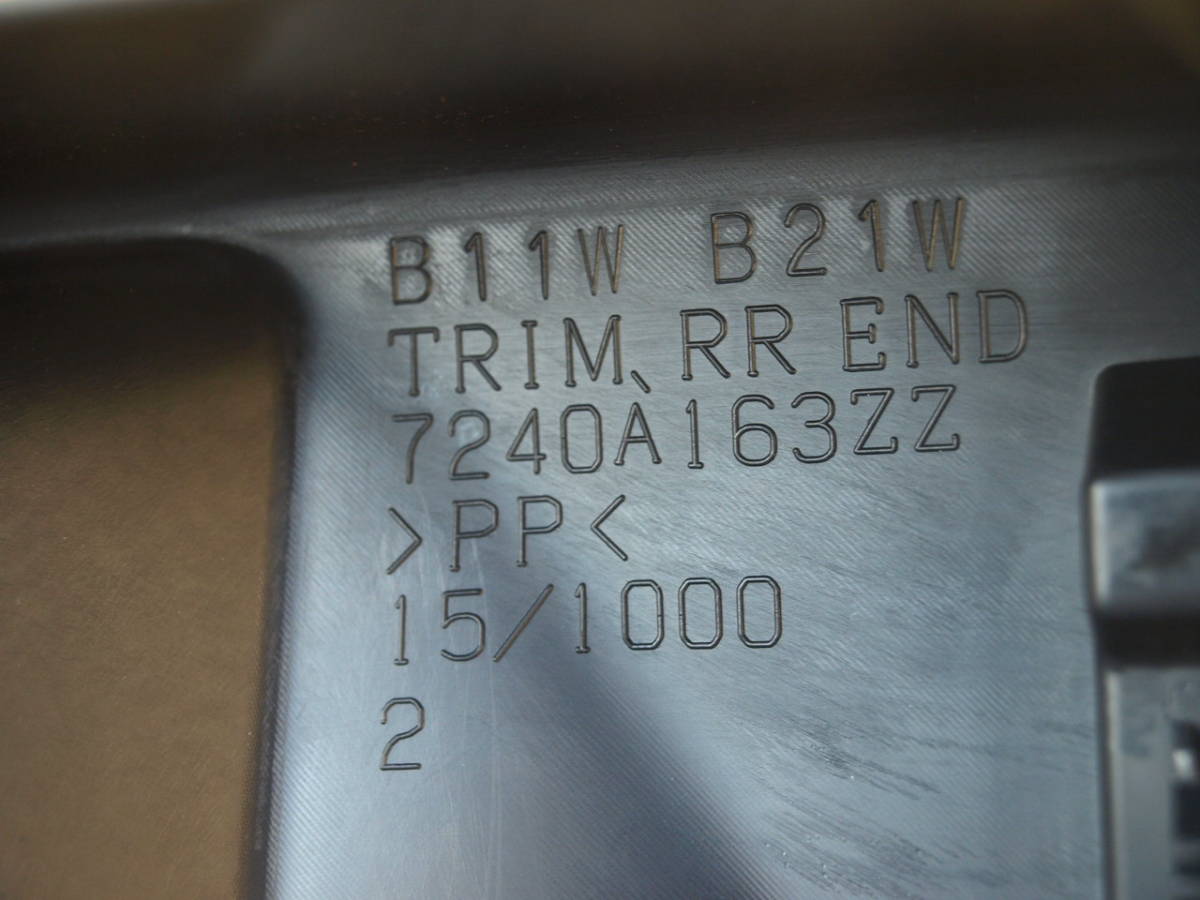 B11W B21W
TRIM, RR END
7240A163ZZ
>PP<
15/1000
2